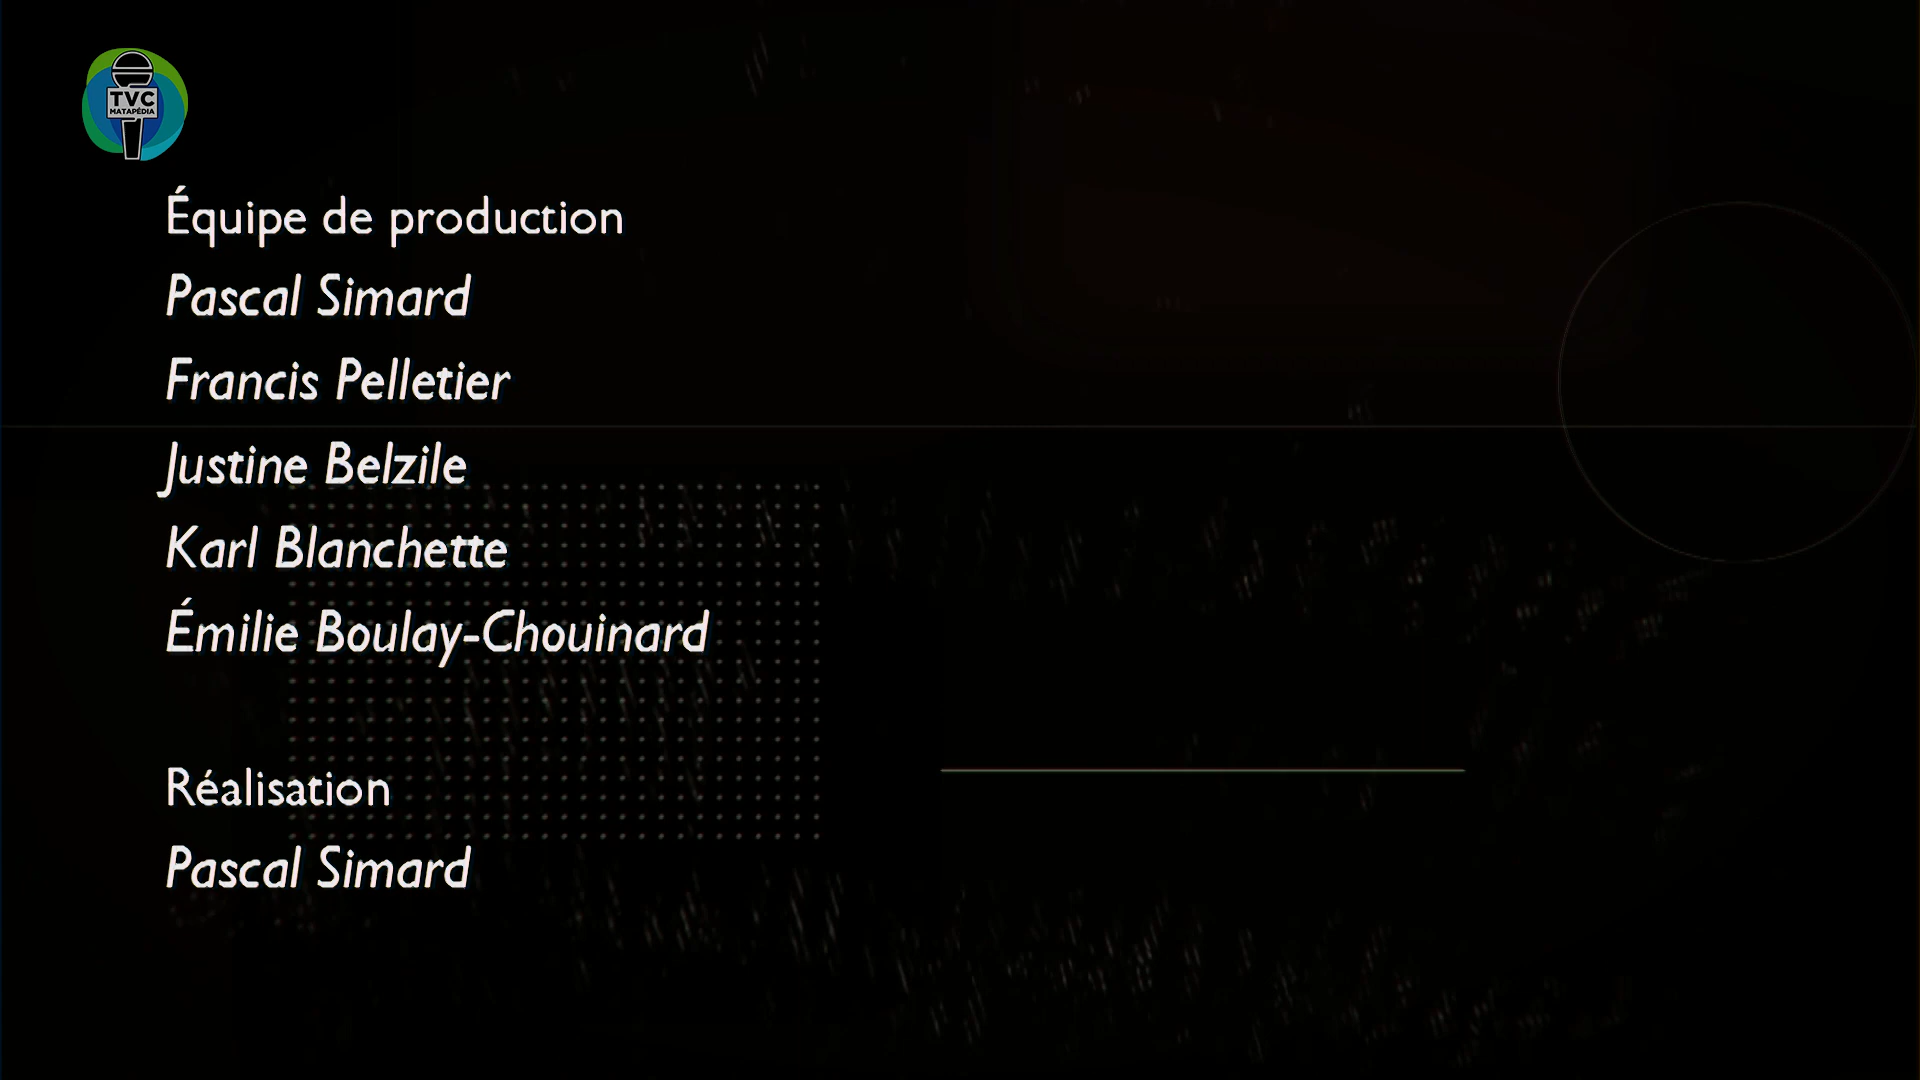 TVC
MATAPÉDIA
Équipe de production
Pascal Simard
Francis Pelletier
Justine Belzile
Karl Blanchette
Émilie Boulay-Chouinard
Réalisation
Pascal Simard